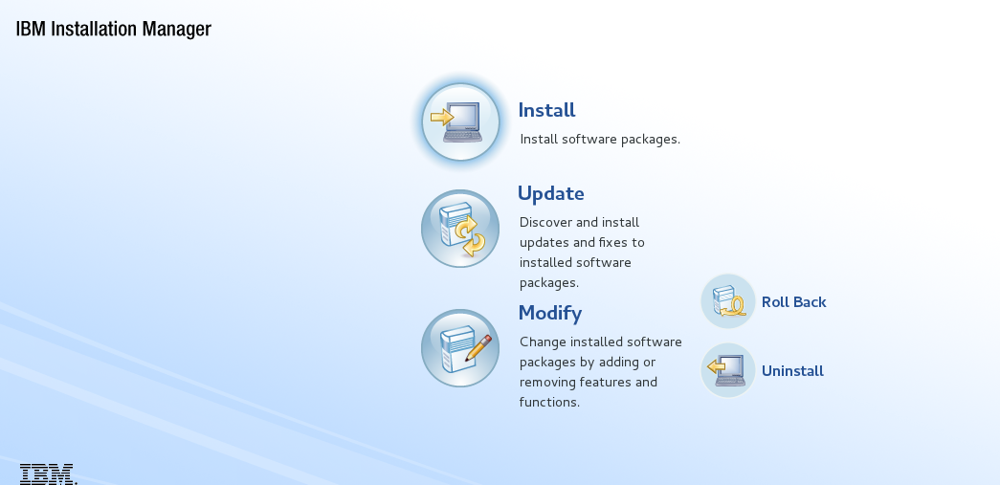 IBM Installation Manager
Install
Install software packages.
Update
Discover and install
updates and fixes to
installed software
packages.
Modify
Change installed software
packages by adding or
removing features and
functions.
Roll Back
Uninstall
IBM.